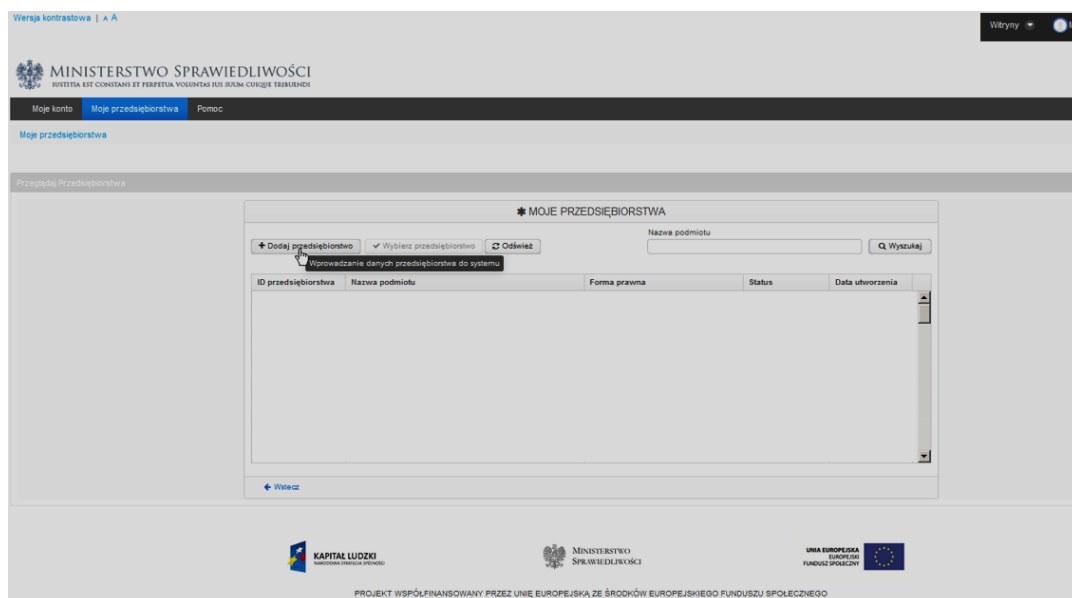 Wersja kontrastowa | A A
Witryny
MINISTERSTWO SPRAWIEDLIWOŚCI
IUSTITIA EST CONSTANS ET PERPETUA VOLUNTAS IUS SUUM CUIQUE TRIBUENDI
Moje konto Moje przedsiębiorstwa Pomoc
Moje przedsiębiorstwa
Przeglądaj Przedsiębiorstwa
MOJE PRZEDSIĘBIORSTWA
Nazwa podmiotu
Dodaj przedsiębiorstwo Wybierz przedsiębiorstwo Odśwież Wyszukaj
Wprowadzanie danych przedsiębiorstwa do systemu
ID przedsiębiorstwa Nazwa podmiotu Forma prawna Status Data utworzenia
Wstecz
KAPITAŁ LUDZKI
NARODOWA STRATEGIA SPÓJNOŚCI
MINISTERSTWO
SPRAWIEDLIWOŚCI
UNIA EUROPEJSKA
EUROPEJSKI
FUNDUSZ SPOŁECZNY
PROJEKT WSPÓŁFINANSOWANY PRZEZ UNIĘ EUROPEJSKĄ ZE ŚRODKÓW EUROPEJSKIEGO FUNDUSZU SPOŁECZNEGO